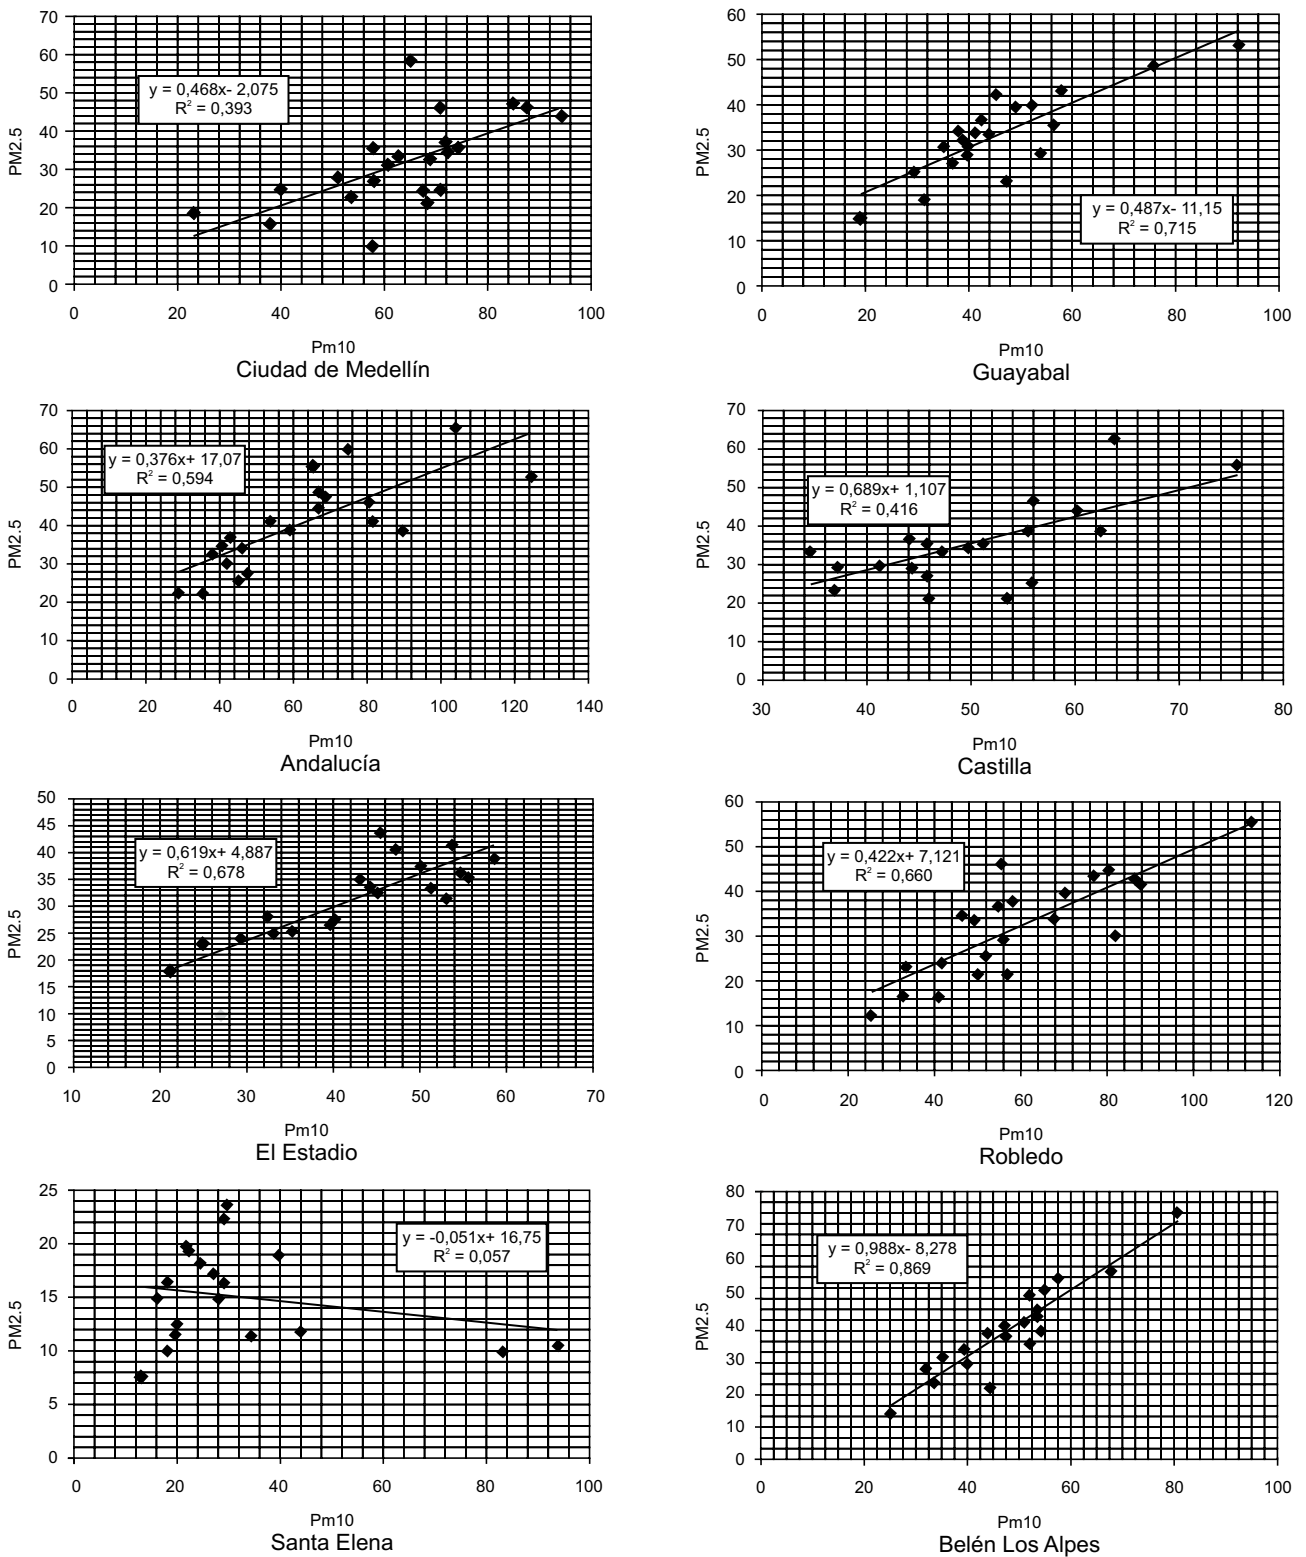 70
60
50
40
30
20
10
0
PM2.5
y = 0,468x- 2,075
R² = 0,393
0 20 40 60 80 100
Pm10
Ciudad de Medellín
60
50
40
30
20
10
0
PM2.5
y = 0,487x- 11,15
R² = 0,715
0 20 40 60 80 100
Pm10
Guayabal
70
60
50
40
30
20
10
0
PM2.5
y = 0,376x+ 17,07
R² = 0,594
0 20 40 60 80 100 120 140
Pm10
Andalucía
70
60
50
40
30
20
10
0
PM2.5
y = 0,689x+ 1,107
R² = 0,416
30 40 50 60 70 80
Pm10
Castilla
50
45
40
35
30
25
20
15
10
5
0
PM2.5
y = 0,619x+ 4,887
R² = 0,678
10 20 30 40 50 60 70
Pm10
El Estadio
60
50
40
30
20
10
0
PM2.5
y = 0,422x+ 7,121
R² = 0,660
0 20 40 60 80 100 120
Pm10
Robledo
25
20
15
10
5
0
PM2.5
y = -0,051x+ 16,75
R² = 0,057
0 20 40 60 80 100
Pm10
Santa Elena
80
70
60
50
40
30
20
10
0
PM2.5
y = 0,988x- 8,278
R² = 0,869
0 20 40 60 80 100
Pm10
Belén Los Alpes